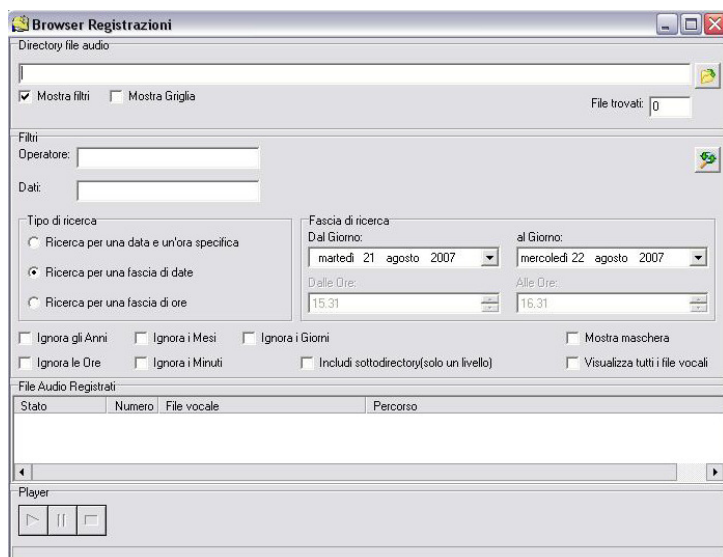 Browser Registrazioni
Directory file audio
Mostra filtri Mostra Griglia
File trovati: 0
Filtri
Operatore:
Dati:
Tipo di ricerca
Ricerca per una data e un'ora specifica
Ricerca per una fascia di date
Ricerca per una fascia di ore
Fascia di ricerca
Dal Giorno: al Giorno:
martedì 21 agosto 2007 mercoledì 22 agosto 2007
Dalle Ore: Alle Ore:
15.31 16.31
Ignora gli Anni Ignora i Mesi Ignora i Giorni Mostra maschera
Ignora le Ore Ignora i Minuti Includi sottodirectory(solo un livello) Visualizza tutti i file vocali
File Audio Registrati
Stato Numero File vocale Percorso
Player